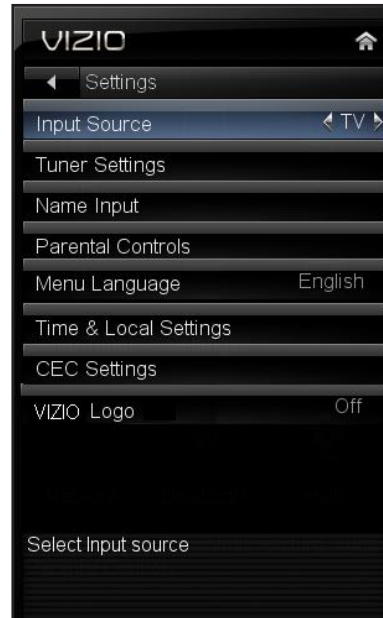 VIZIO
Settings
Input Source TV
Tuner Settings
Name Input
Parental Controls
Menu Language English
Time & Local Settings
CEC Settings
VIZIO Logo Off
Select Input source